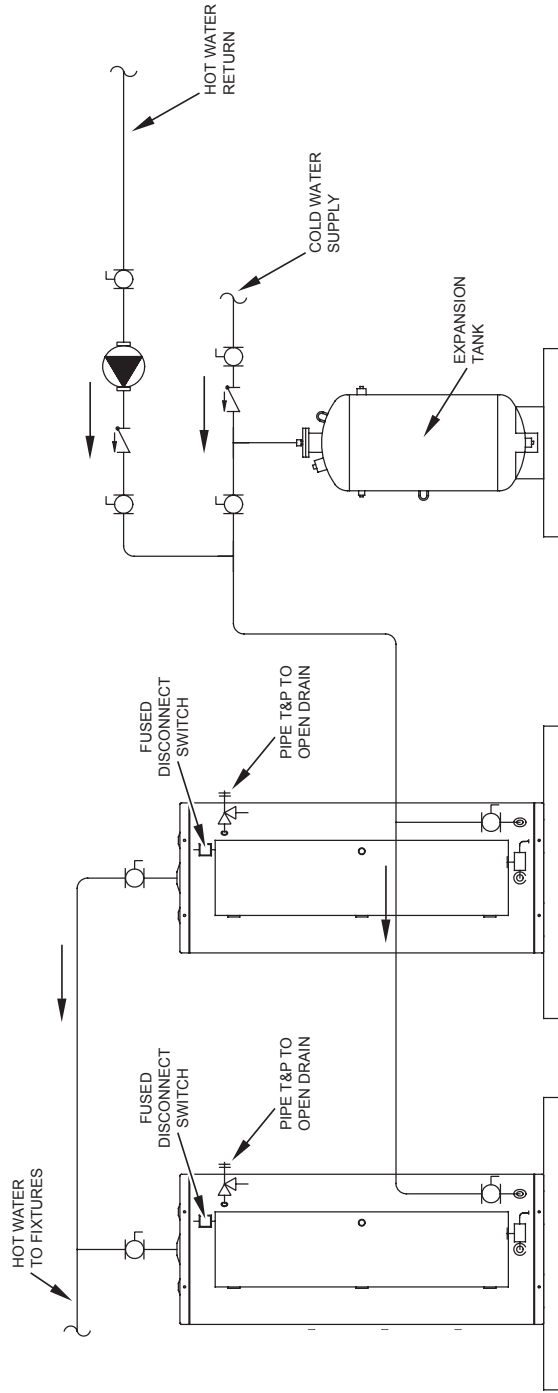 HOT WATER
TO FIXTURES
FUSED
DISCONNECT
SWITCH
PIPE T&P TO
OPEN DRAIN
FUSED
DISCONNECT
SWITCH
PIPE T&P TO
OPEN DRAIN
EXPANSION
TANK
COLD WATER
SUPPLY
HOT WATER
RETURN